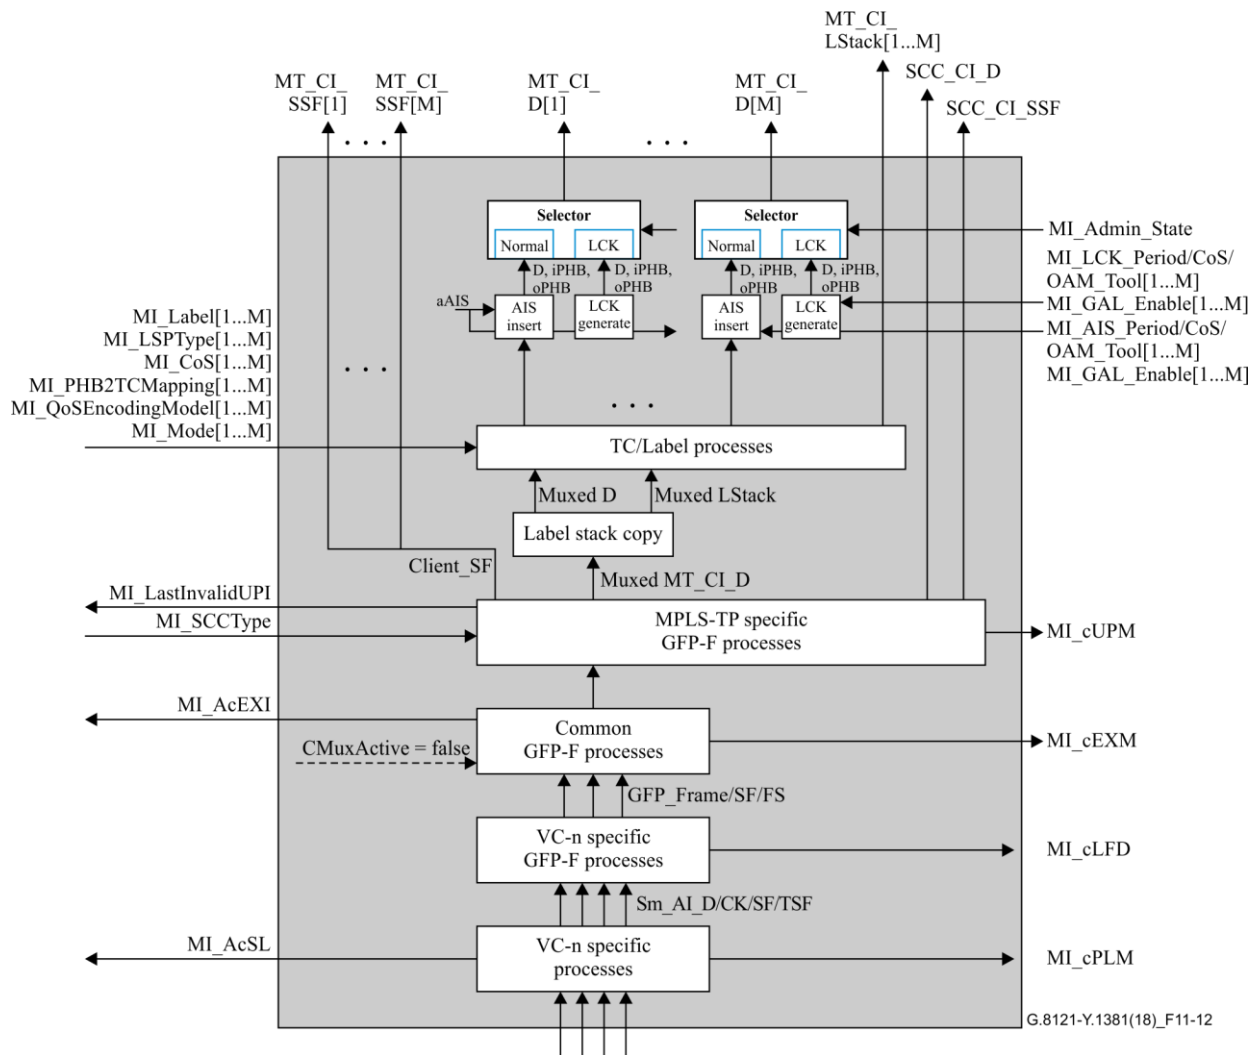 MT_CI_
LStack[1...M]
SCC_CI_D
SCC_CI_SSF
MT_CI_
SSF[1]
MT_CI_
SSF[M]
MT_CI_
D[1]
MT_CI_
D[M]
. . .
. . .
Selector
Normal
LCK
Selector
Normal
LCK
MI_Admin_State
MI_LCK_Period/CoS/
OAM_Tool[1...M]
MI_GAL_Enable[1...M]
MI_AIS_Period/CoS/
OAM_Tool[1...M]
MI_GAL_Enable[1...M]
D, iPHB,
oPHB
D, iPHB,
oPHB
D, iPHB,
oPHB
D, iPHB,
oPHB
aAIS
AIS
insert
LCK
generate
AIS
insert
LCK
generate
MI_Label[1...M]
MI_LSPType[1...M]
MI_CoS[1...M]
MI_PHB2TCMapping[1...M]
MI_QoSEncodingModel[1...M]
MI_Mode[1...M]
. . .
. . .
TC/Label processes
Muxed D
Muxed LStack
Label stack copy
Client_SF
Muxed MT_CI_D
MI_LastInvalidUPI
MI_SCCType
MPLS-TP specific
GFP-F processes
MI_cUPM
MI_AcEXI
Common
GFP-F processes
CMuxActive = false
MI_cEXM
GFP_Frame/SF/FS
VC-n specific
GFP-F processes
MI_cLFD
Sm_AI_D/CK/SF/TSF
MI_AcSL
VC-n specific
processes
MI_cPLM
G.8121-Y.1381(18)_F11-12